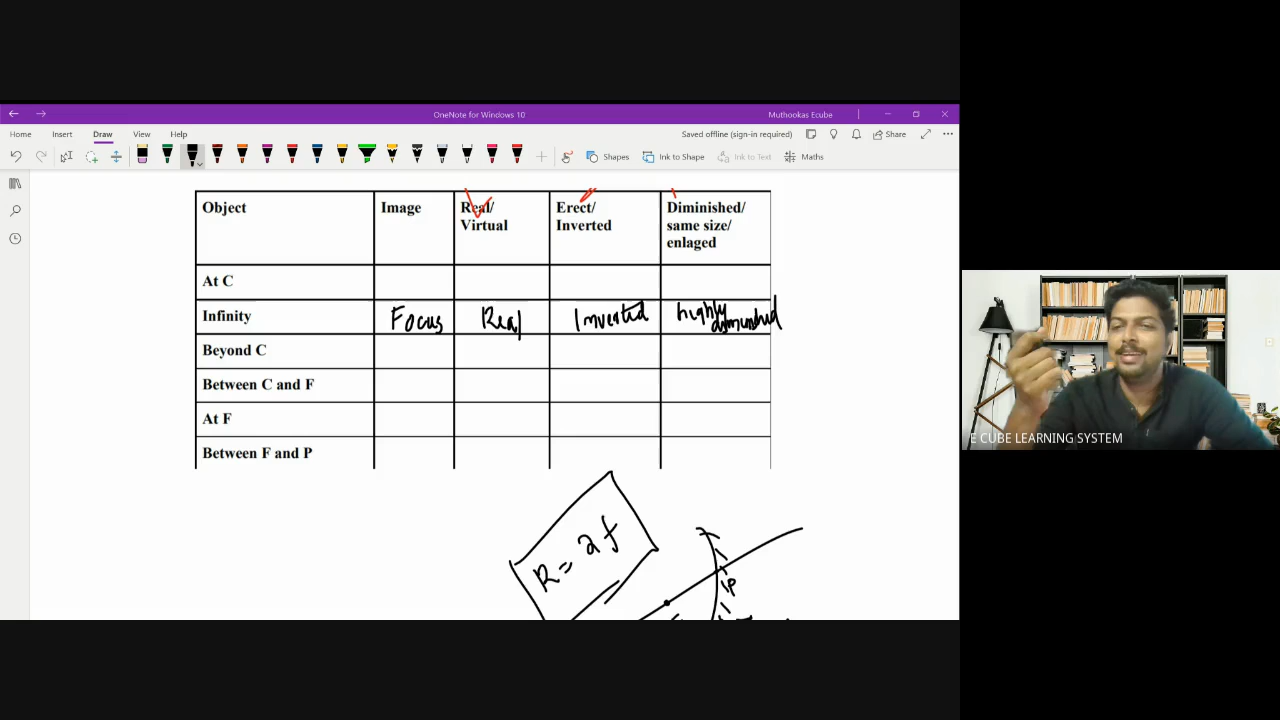 OneNote for Windows 10
Muthookas Ecube
Home Insert Draw View Help
Saved offline (sign-in required)
Share
Shapes
Ink to Shape
Ink to Text
Maths
Object Image Real/ Erect/ Diminished/
Virtual Inverted same size/
enlaged
At C
Infinity Focus Real Inverted highly
diminished
Beyond C
Between C and F
At F
Between F and P
R = 2f
P
E CUBE LEARNING SYSTEM